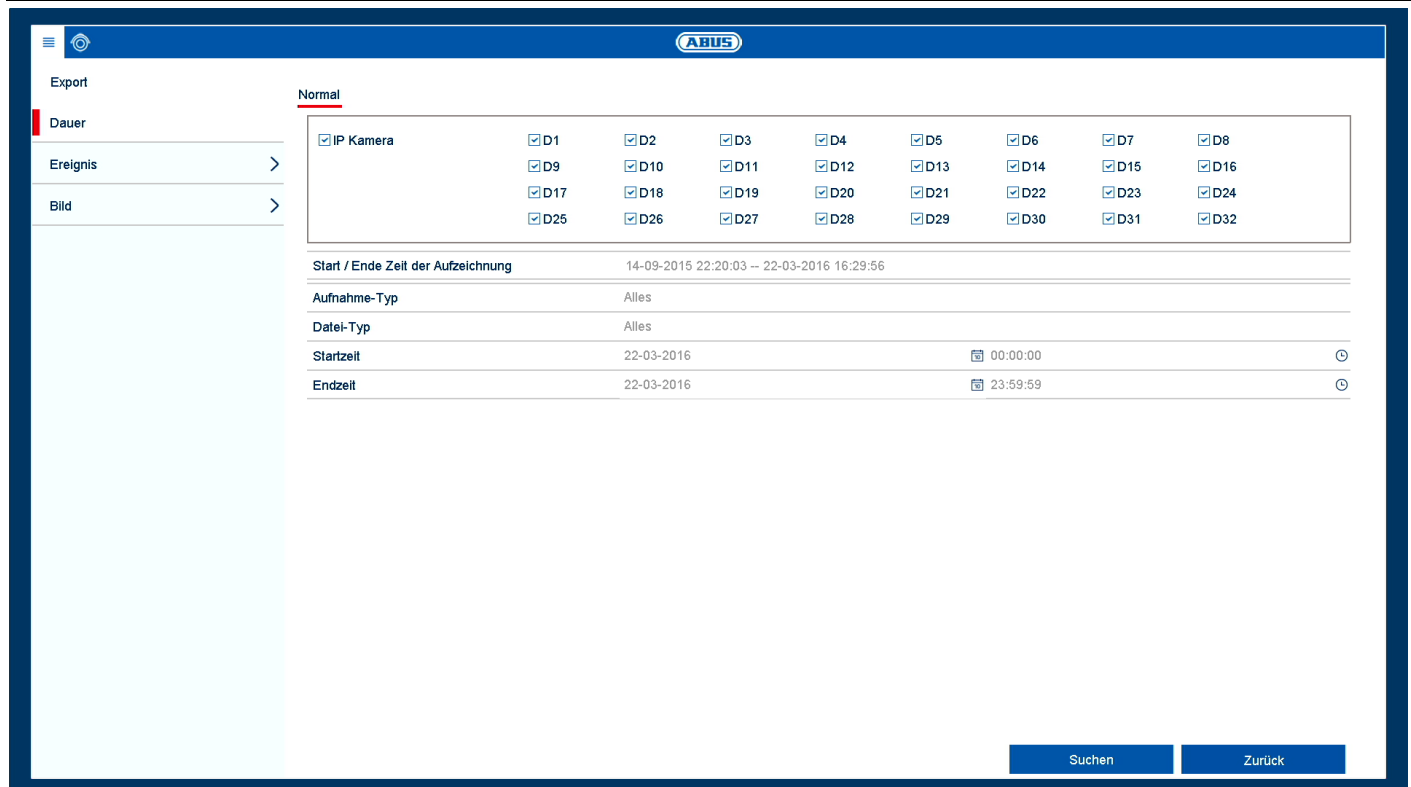 ABUS
Export
Dauer
Ereignis
Bild
Normal
IP Kamera D1 D2 D3 D4 D5 D6 D7 D8
D9 D10 D11 D12 D13 D14 D15 D16
D17 D18 D19 D20 D21 D22 D23 D24
D25 D26 D27 D28 D29 D30 D31 D32
Start / Ende Zeit der Aufzeichnung 14-09-2015 22:20:03 -- 22-03-2016 16:29:56
Aufnahme-Typ Alles
Datei-Typ Alles
Startzeit 22-03-2016 00:00:00
Endzeit 22-03-2016 23:59:59
Suchen Zurück